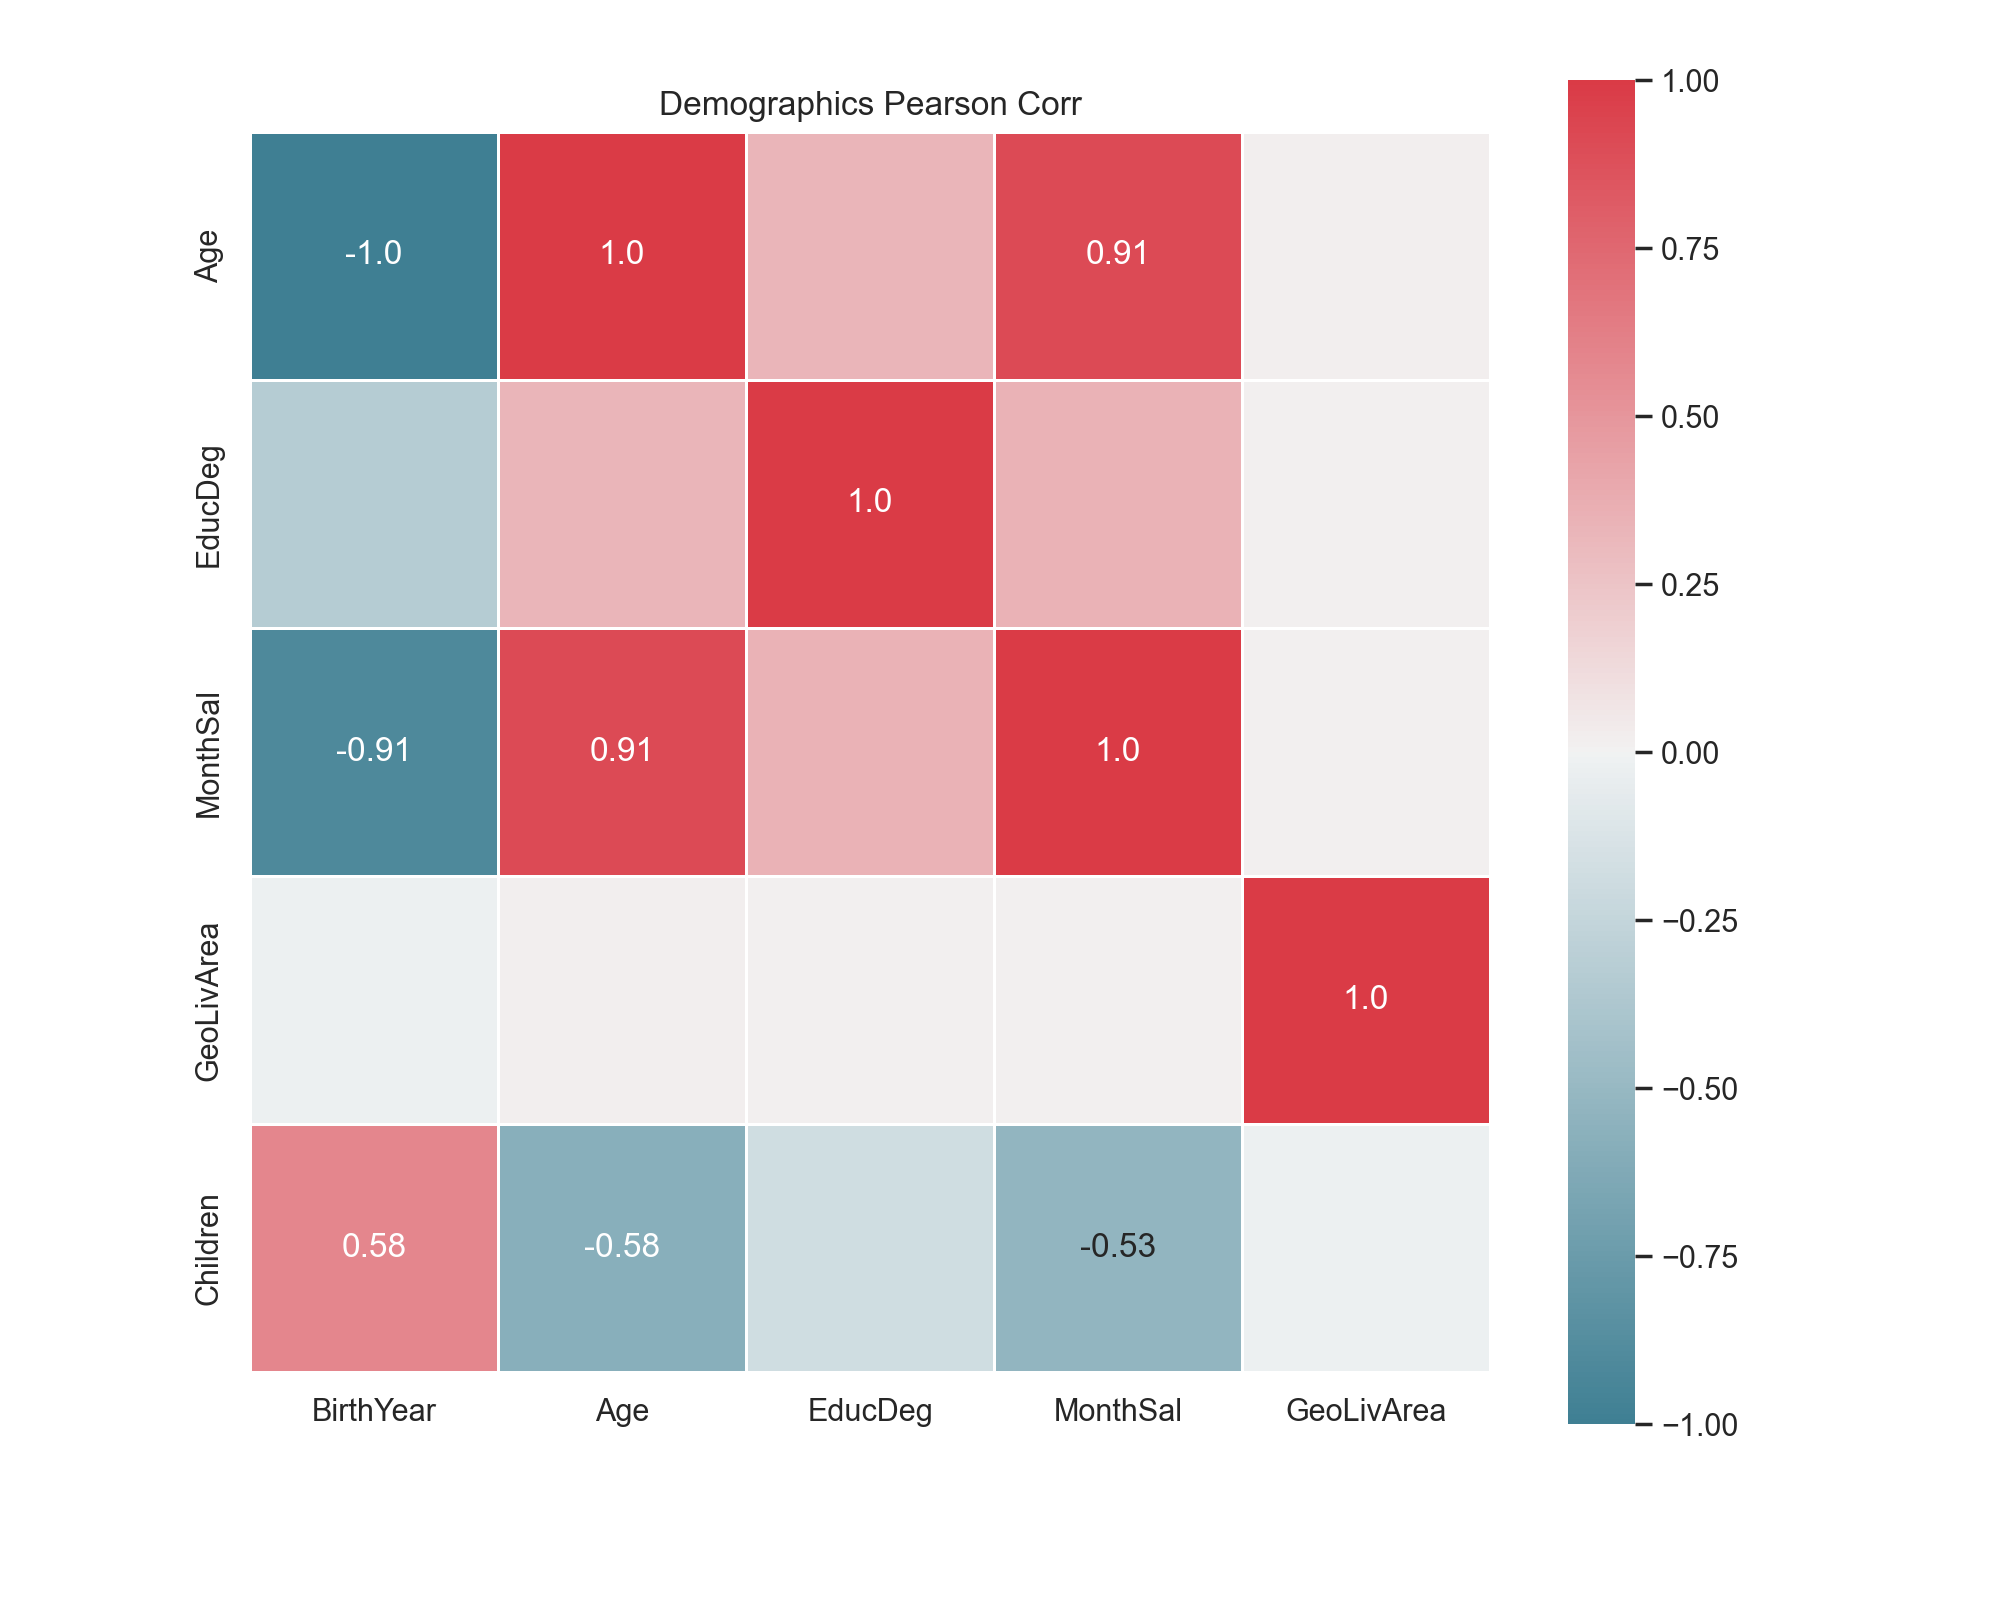 Demographics Pearson Corr
Age
-1.0
1.0
0.91
EducDeg
1.0
MonthSal
-0.91
0.91
1.0
GeoLivArea
1.0
Children
0.58
-0.58
-0.53
BirthYear
Age
EducDeg
MonthSal
GeoLivArea
1.00
0.75
0.50
0.25
0.00
−0.25
−0.50
−0.75
−1.00